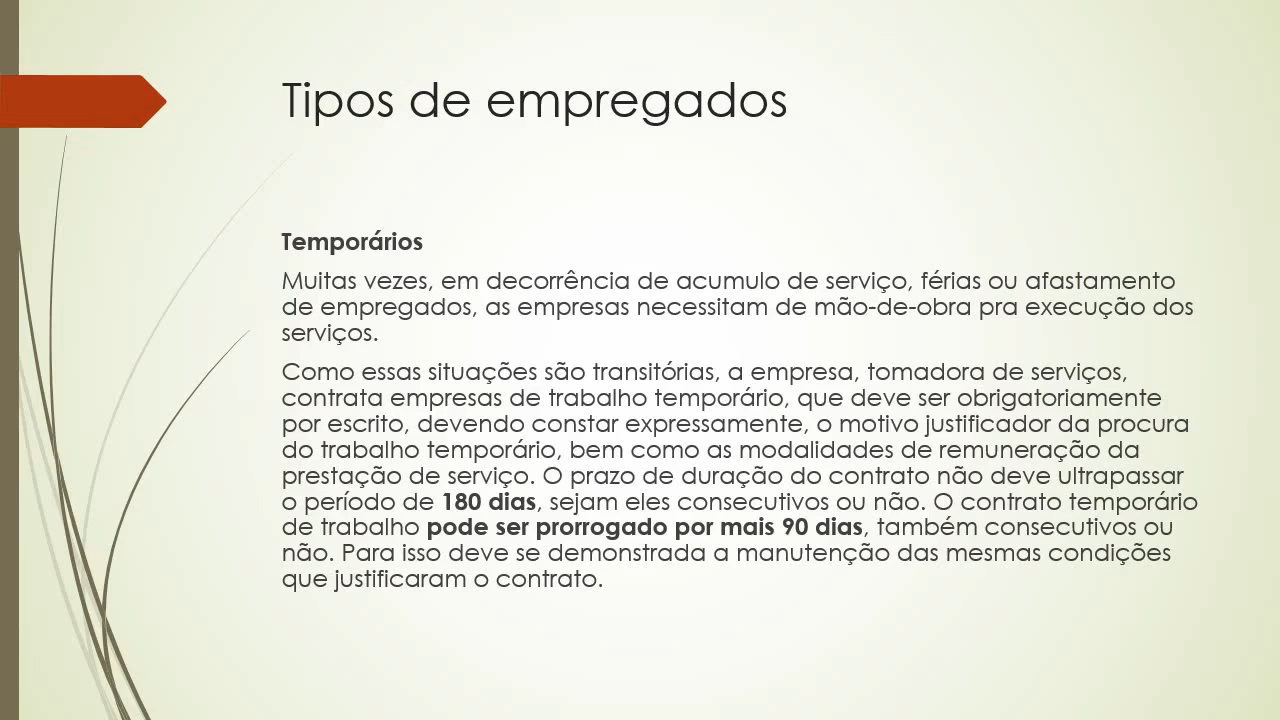 Tipos de empregados
Temporários
Muitas vezes, em decorrência de acumulo de serviço, férias ou afastamento
de empregados, as empresas necessitam de mão-de-obra pra execução dos
serviços.
Como essas situações são transitórias, a empresa, tomadora de serviços,
contrata empresas de trabalho temporário, que deve ser obrigatoriamente
por escrito, devendo constar expressamente, o motivo justificador da procura
do trabalho temporário, bem como as modalidades de remuneração da
prestação de serviço. O prazo de duração do contrato não deve ultrapassar
o período de 180 dias, sejam eles consecutivos ou não. O contrato temporário
de trabalho pode ser prorrogado por mais 90 dias, também consecutivos ou
não. Para isso deve se demonstrada a manutenção das mesmas condições
que justificaram o contrato.